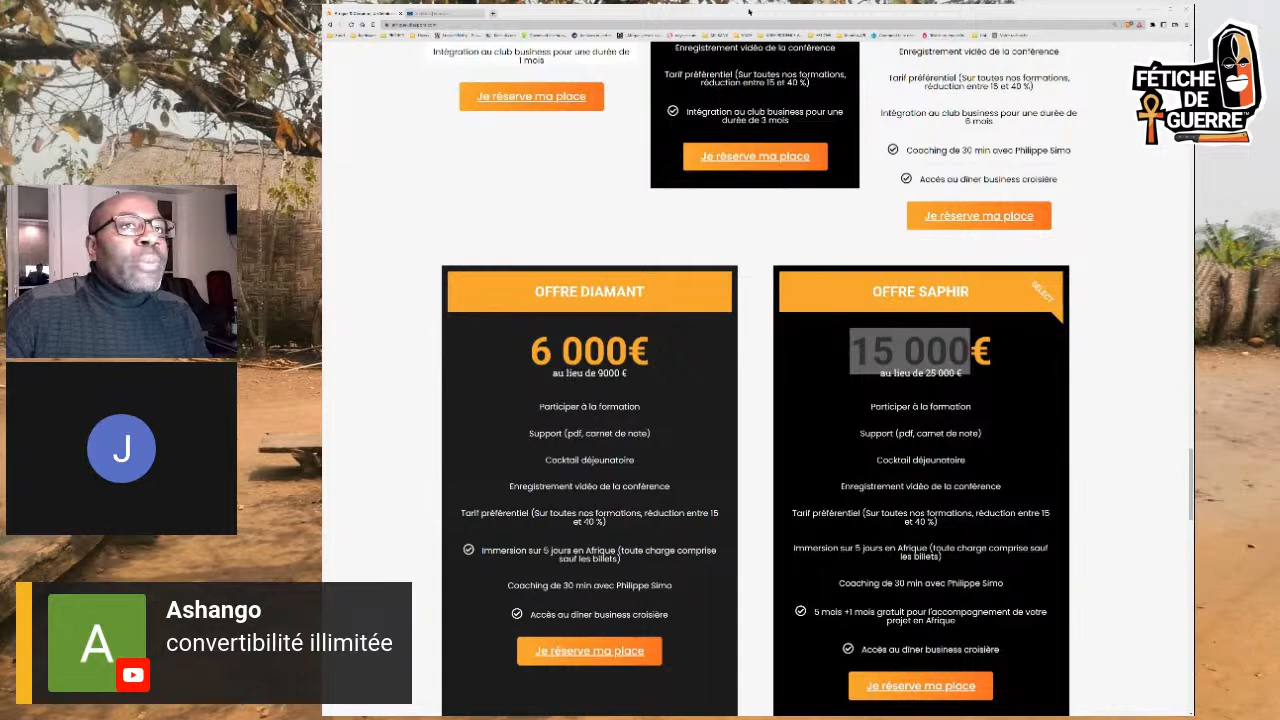 Intégration au club business pour une durée de
1 mois
Je réserve ma place
Enregistrement vidéo de la conférence
Tarif préférentiel (Sur toutes nos formations,
réduction entre 15 et 40 %)
Intégration au club business pour une
durée de 3 mois
Je réserve ma place
Enregistrement vidéo de la conférence
Tarif préférentiel (Sur toutes nos formations,
réduction entre 15 et 40 %)
Intégration au club business pour une durée de
6 mois
Coaching de 30 min avec Philippe Simo
Accès au dîner business croisière
Je réserve ma place
FÉTICHE
DE
GUERRE
OFFRE DIAMANT
6 000€
au lieu de 9000 €
Participer à la formation
Support (pdf, carnet de note)
Cocktail déjeunatoire
Enregistrement vidéo de la conférence
Tarif préférentiel (Sur toutes nos formations, réduction entre 15
et 40 %)
Immersion sur 5 jours en Afrique (toute charge comprise
sauf les billets)
Coaching de 30 min avec Philippe Simo
Accès au dîner business croisière
Je réserve ma place
OFFRE SAPHIR
SELECT
15 000€
au lieu de 25 000 €
Participer à la formation
Support (pdf, carnet de note)
Cocktail déjeunatoire
Enregistrement vidéo de la conférence
Tarif préférentiel (Sur toutes nos formations, réduction entre 15
et 40 %)
Immersion sur 5 jours en Afrique (toute charge comprise sauf
les billets)
Coaching de 30 min avec Philippe Simo
5 mois +1 mois gratuit pour l'accompagnement de votre
projet en Afrique
Accès au dîner business croisière
Je réserve ma place
J
A
Ashango
convertibilité illimitée